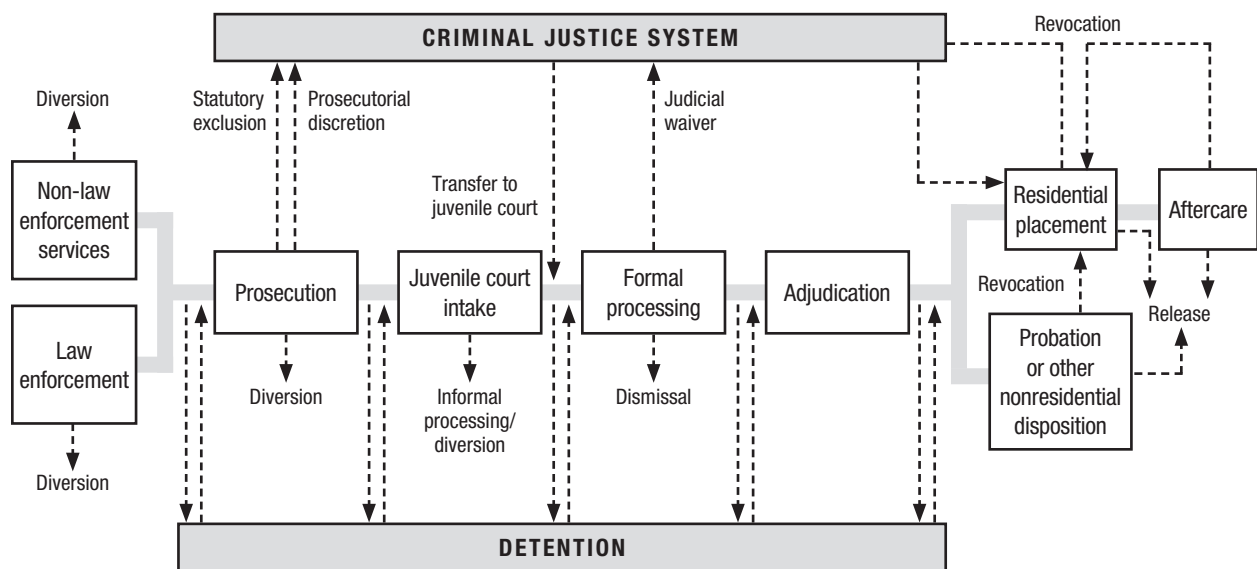 CRIMINAL JUSTICE SYSTEM
Revocation
Diversion
Statutory
exclusion
Prosecutorial
discretion
Judicial
waiver
Transfer to
juvenile court
Non-law
enforcement
services
Residential
placement
Aftercare
Prosecution
Juvenile court
intake
Formal
processing
Adjudication
Revocation
Release
Law
enforcement
Diversion
Informal
processing/
diversion
Dismissal
Probation
or other
nonresidential
disposition
Diversion
DETENTION